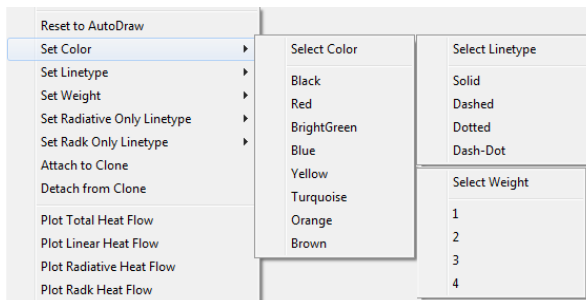 Reset to AutoDraw
Set Color
Set Linetype
Set Weight
Set Radiative Only Linetype
Set Radk Only Linetype
Attach to Clone
Detach from Clone
Plot Total Heat Flow
Plot Linear Heat Flow
Plot Radiative Heat Flow
Plot Radk Heat Flow
Select Color
Black
Red
BrightGreen
Blue
Yellow
Turquoise
Orange
Brown
Select Linetype
Solid
Dashed
Dotted
Dash-Dot
Select Weight
1
2
3
4